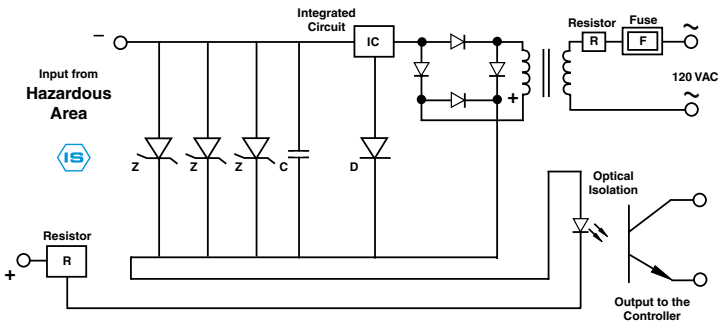 Integrated
Circuit
Resistor
Fuse
−
IC
R
F
~
Input from
Hazardous
Area
+
120 VAC
~
IS
Z
Z
Z
C
D
Optical
Isolation
Resistor
R
+
Output to the
Controller